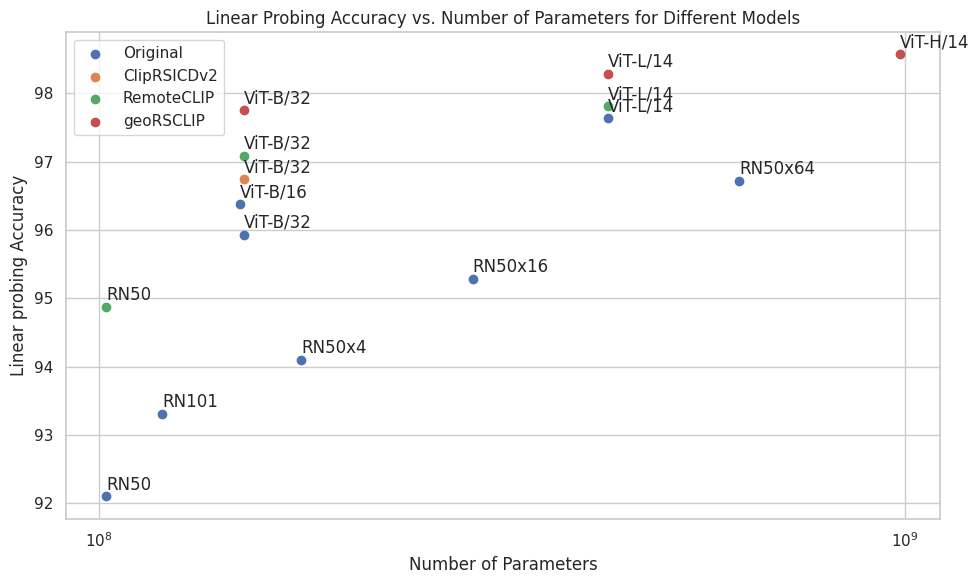 Linear Probing Accuracy vs. Number of Parameters for Different Models
Original
ClipRSICDv2
RemoteCLIP
geoRSCLIP
ViT-H/14
ViT-L/14
ViT-L/14
ViT-L/14
ViT-B/32
ViT-B/32
ViT-B/32
ViT-B/16
ViT-B/32
RN50x64
RN50x16
RN50
RN50x4
RN101
RN50
98
97
96
95
94
93
92
Linear probing Accuracy
10^8
10^9
Number of Parameters